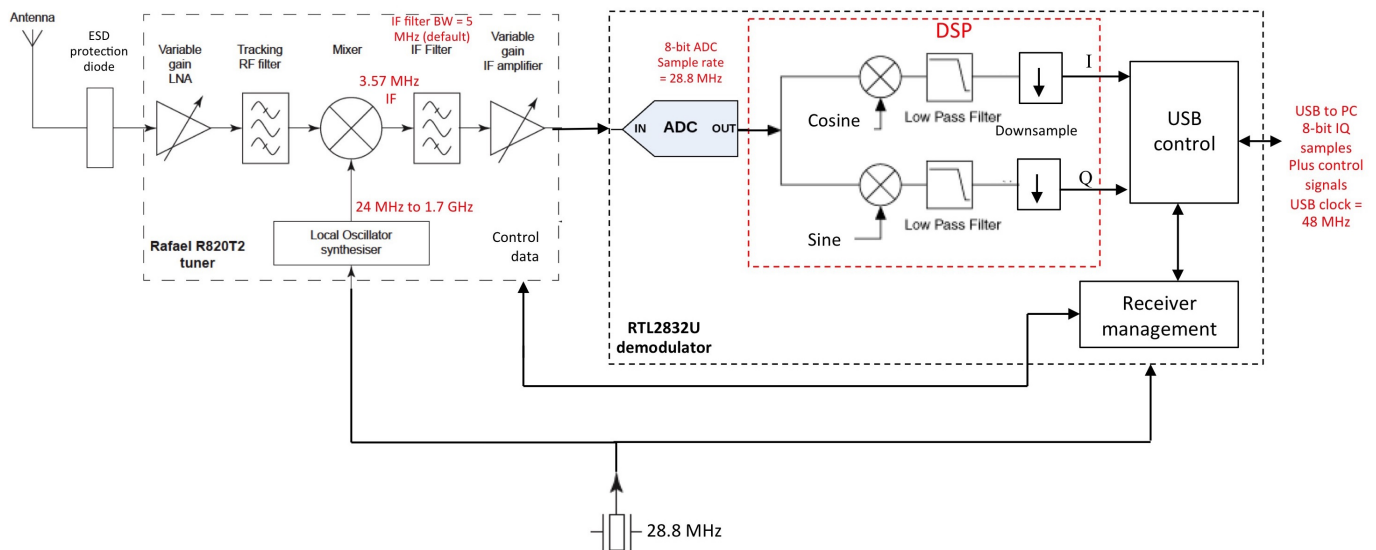 Antenna
ESD
protection
diode
Variable
gain
LNA
Tracking
RF filter
Mixer
IF filter BW = 5
MHz (default)
IF Filter
Variable
gain
IF amplifier
3.57 MHz
IF
24 MHz to 1.7 GHz
Local Oscillator
synthesiser
Rafael R820T2
tuner
Control
data
8-bit ADC
Sample rate
= 28.8 MHz
IN ADC OUT
DSP
Cosine
Low Pass Filter
Downsample
I
Sine
Low Pass Filter
Q
USB
control
USB to PC
8-bit IQ
samples
Plus control
signals
USB clock =
48 MHz
Receiver
management
RTL2832U
demodulator
28.8 MHz